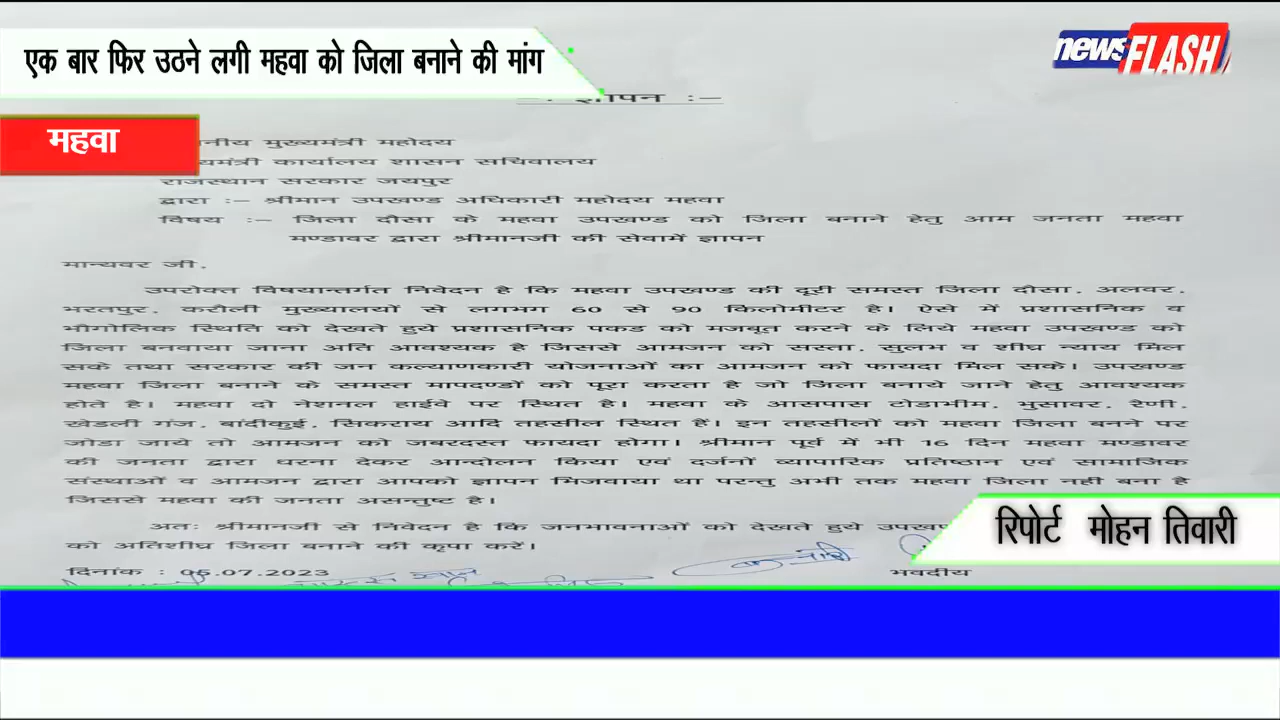 एक बार फिर उठने लगी महवा को जिला बनाने की मांग
news FLASH
-: ज्ञापन :-
महवा
मुख्यमंत्री महोदय
कार्यालय शासन सचिवालय
राजस्थान सरकार जयपुर
द्वारा :- श्रीमान उपखण्ड अधिकारी महोदय महवा
विषय :- जिला दौसा के महवा उपखण्ड को जिला बनाने हेतु आम जनता महवा
मण्डावर द्वारा श्रीमानजी की सेवामें ज्ञापन
मान्यवर जी,
उपरोक्त विषयान्तर्गत निवेदन है कि महवा उपखण्ड की दूरी समस्त जिला दौसा, अलवर,
भरतपुर, करौली मुख्यालयों से लगभग 60 से 90 किलोमीटर है। ऐसे में प्रशासनिक व
भौगोलिक स्थिति को देखते हुये प्रशासनिक पकड को मजबूत करने के लिये महवा उपखण्ड को
जिला बनवाया जाना अति आवश्यक है जिससे आमजन को सस्ता, सुलभ व शीघ्र न्याय मिल
सके तथा सरकार की जन कल्याणकारी योजनाओं का आमजन को फायदा मिल सके। उपखण्ड
महवा जिला बनाने के समस्त मापदण्डों को पूरा करता है जो जिला बनाये जाने हेतु आवश्यक
होते है। महवा दो नेशनल हाईवे पर स्थित है। महवा के आसपास टोडाभीम, भुसावर, रैणी,
खेडली गंज, बांदीकुई, सिकराय आदि तहसील स्थित हैं। इन तहसीलों को महवा जिला बनने पर
जोडा जाये तो आमजन को जबरदस्त फायदा होगा। श्रीमान पूर्व में भी 16 दिन महवा मण्डावर
की जनता द्वारा धरना देकर आन्दोलन किया एवं दर्जनों व्यापारिक प्रतिष्ठान एवं सामाजिक
संस्थाओं व आमजन द्वारा आपको ज्ञापन भिजवाया था परन्तु अभी तक महवा जिला नही बना है
जिससे महवा की जनता असन्तुष्ट है।
अतः श्रीमानजी से निवेदन है कि जनभावनाओं को देखते हुये
को अतिशीघ्र जिला बनाने की कृपा करें।
रिपोर्ट मोहन तिवारी
दिनांक : 05.07.2023
भवदीय